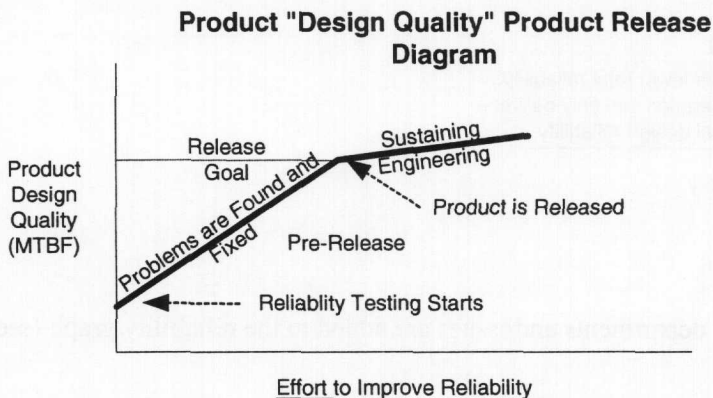 Product "Design Quality" Product Release
Diagram
Release
Goal
Sustaining
Engineering
Product
Design
Quality
(MTBF)
Problems are Found and
Fixed
Product is Released
Pre-Release
Reliablity Testing Starts
Effort to Improve Reliability